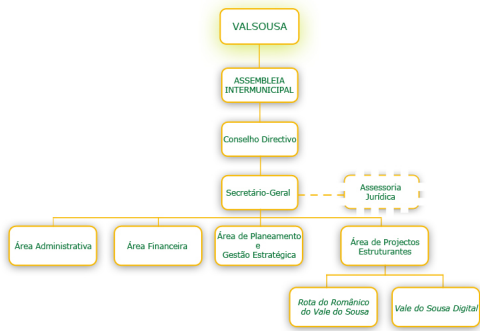 VALSOUSA
ASSEMBLEIA
INTERMUNICIPAL
Conselho Directivo
Secretário-Geral
Assessoria
Jurídica
Área Administrativa
Área Financeira
Área de Planeamento
e
Gestão Estratégica
Área de Projectos
Estruturantes
Rota do Românico
do Vale do Sousa
Vale do Sousa Digital